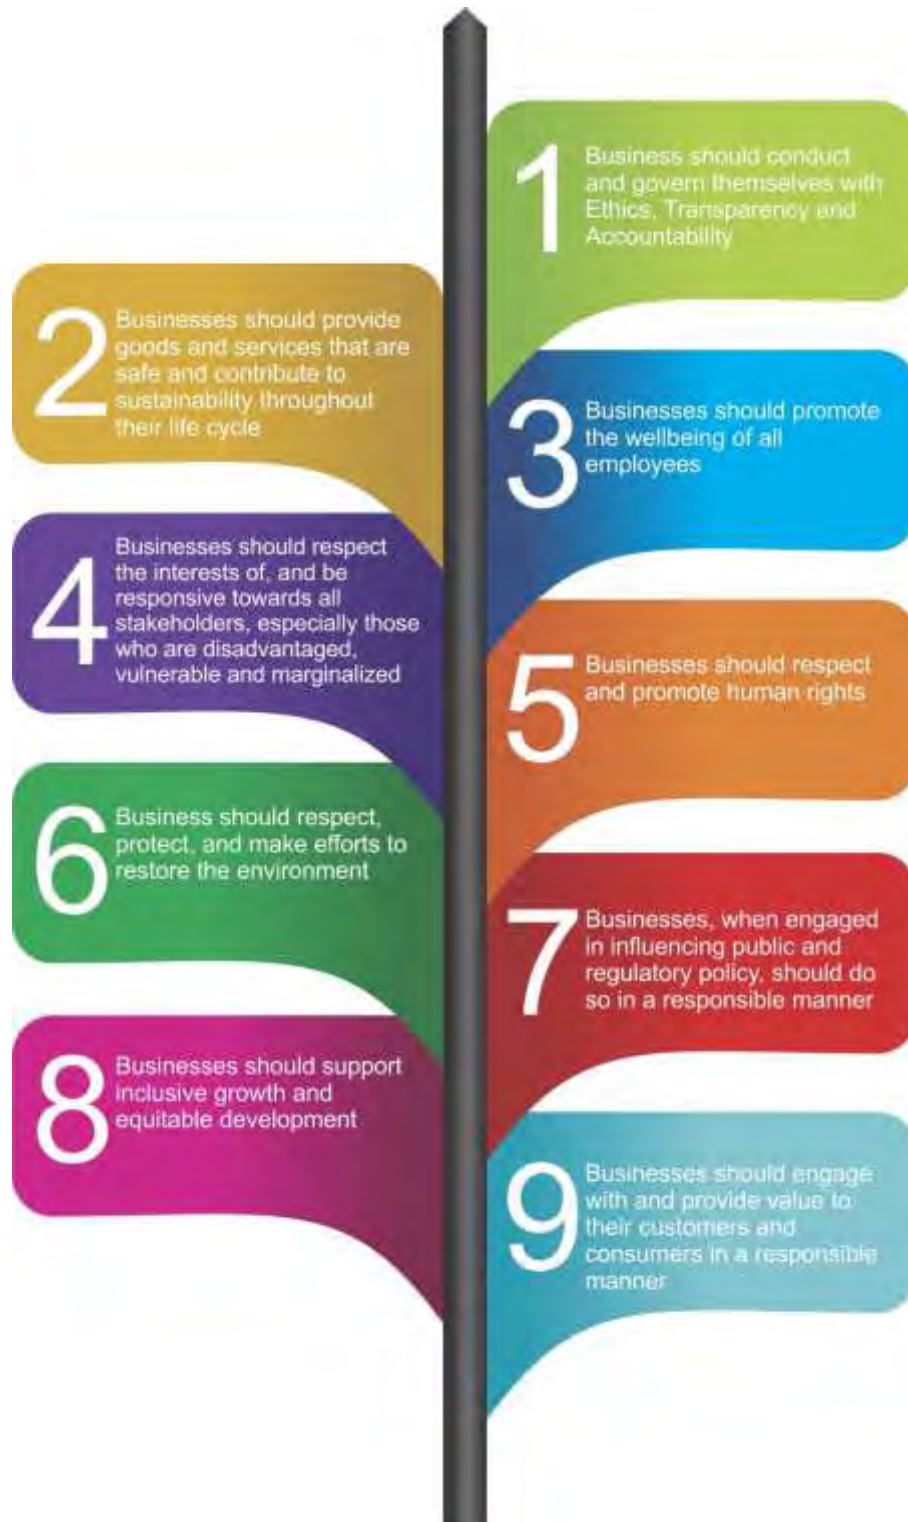 1
Business should conduct
and govern themselves with
Ethics, Transparency and
Accountability
2
Businesses should provide
goods and services that are
safe and contribute to
sustainability throughout
their life cycle
3
Businesses should promote
the wellbeing of all
employees
4
Businesses should respect
the interests of, and be
responsive towards all
stakeholders, especially those
who are disadvantaged,
vulnerable and marginalized
5
Businesses should respect
and promote human rights
6
Business should respect,
protect, and make efforts to
restore the environment
7
Businesses, when engaged
in influencing public and
regulatory policy, should do
so in a responsible manner
8
Businesses should support
inclusive growth and
equitable development
9
Businesses should engage
with and provide value to
their customers and
consumers in a responsible
manner